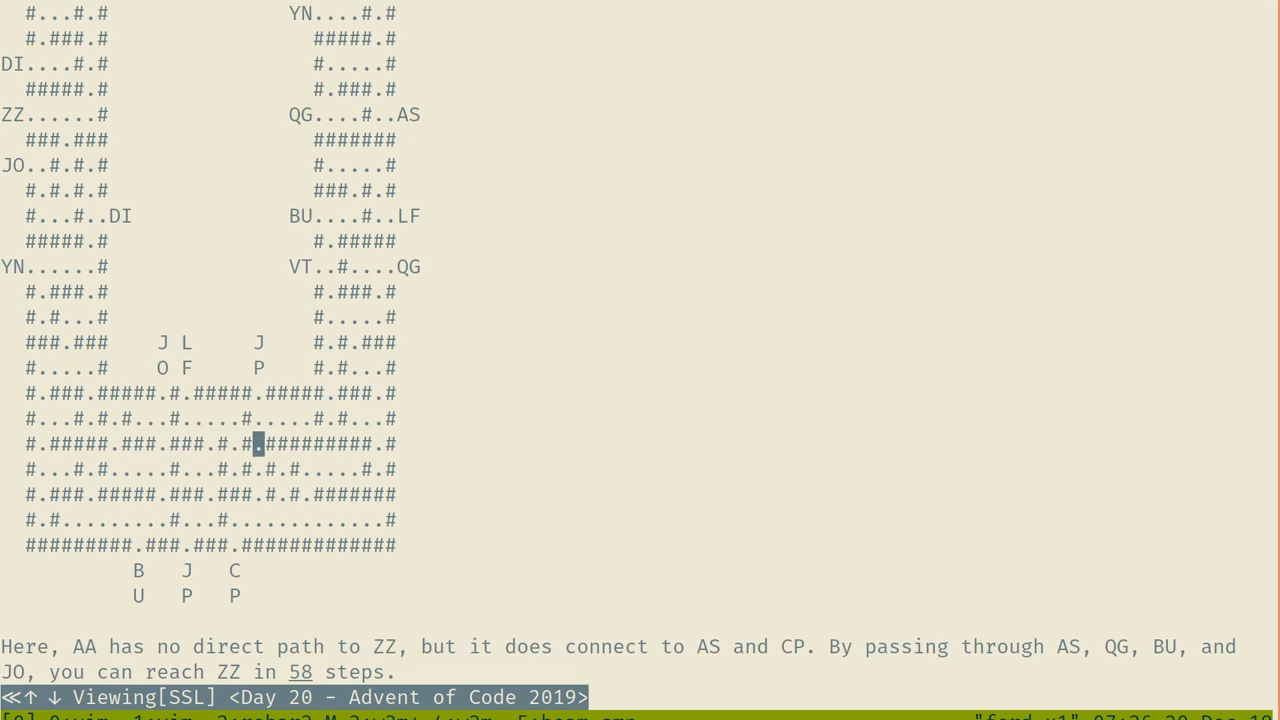 #...#.#               YN....#.#
  #.###.#                 #####.#
DI....#.#                 #.....#
  #####.#                 #.###.#
ZZ......#               QG....#..AS
  ###.###                 #######
JO..#.#.#                 #.....#
  #.#.#.#                 ###.#.#
  #...#..DI             BU....#..LF
  #####.#                 #.#####
YN......#               VT..#....QG
  #.###.#                 #.###.#
  #.#...#                 #.....#
  ###.###    J L     J    #.#.###
  #.....#    O F     P    #.#...#
  #.###.#####.#.#####.#####.###.#
  #...#.#.#...#.....#.....#.#...#
  #.#####.###.###.#.#.#########.#
  #...#.#.....#...#.#.#.#.....#.#
  #.###.#####.###.###.#.#.#######
  #.#.........#...#.............#
  #########.###.###.#############
           B   J   C
           U   P   P
Here, AA has no direct path to ZZ, but it does connect to AS and CP. By passing through AS, QG, BU, and
JO, you can reach ZZ in 58 steps.
≪↑ ↓ Viewing[SSL] <Day 20 - Advent of Code 2019>